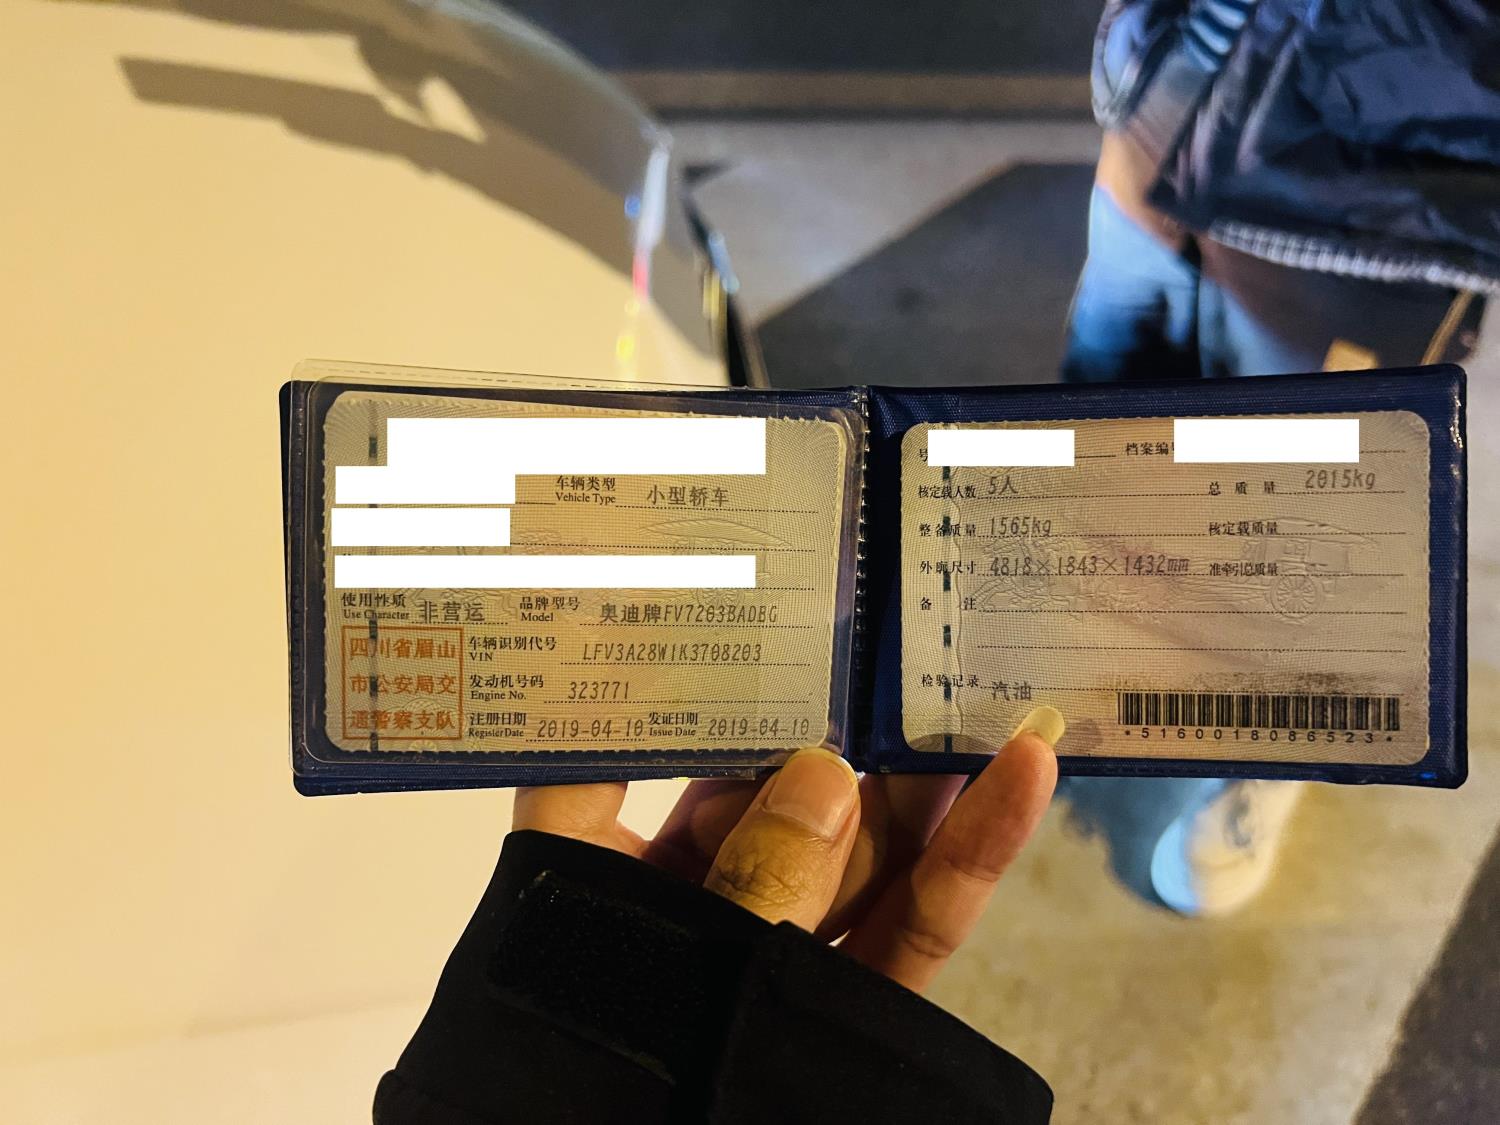 车辆类型 小型轿车
Vehicle Type
使用性质 非营运 品牌型号 奥迪牌FV7203BADBG
Use Character Model
四川省眉山
市公安局交
通警察支队
车辆识别代号 LFV3A28W1K3708203
VIN
发动机号码 323771
Engine No.
注册日期 2019-04-10 发证日期 2019-04-10
Register Date Issue Date
号 档案编号
核定载人数 5人 总质量 2015kg
整备质量 1565kg 核定载质量 --
外廓尺寸 4818×1843×1432mm 准牵引总质量 --
备注
检验记录 汽油
*5160018086523*